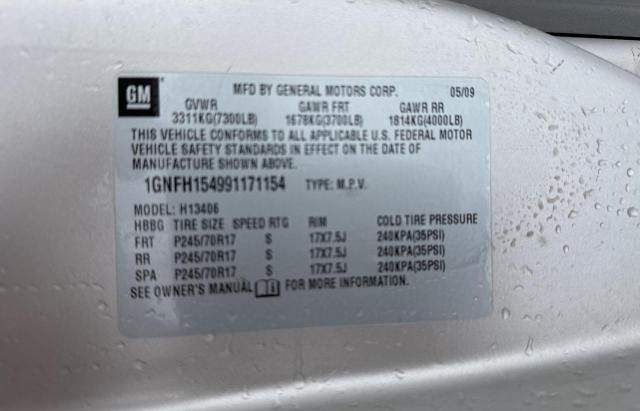 GM
MFD BY GENERAL MOTORS CORP. 05/09
GVWR GAWR FRT GAWR RR
3311KG(7300LB) 1678KG(3700LB) 1814KG(4000LB)
THIS VEHICLE CONFORMS TO ALL APPLICABLE U.S. FEDERAL MOTOR
VEHICLE SAFETY STANDARDS IN EFFECT ON THE DATE OF
MANUFACTURE SHOWN ABOVE.
1GNFH154991171154 TYPE: M.P.V.
MODEL: H13406
HBBG TIRE SIZE SPEED RTG RIM COLD TIRE PRESSURE
FRT P245/70R17 S 17X7.5J 240KPA(35PSI)
RR P245/70R17 S 17X7.5J 240KPA(35PSI)
SPA P245/70R17 S 17X7.5J 240KPA(35PSI)
SEE OWNER'S MANUAL FOR MORE INFORMATION.